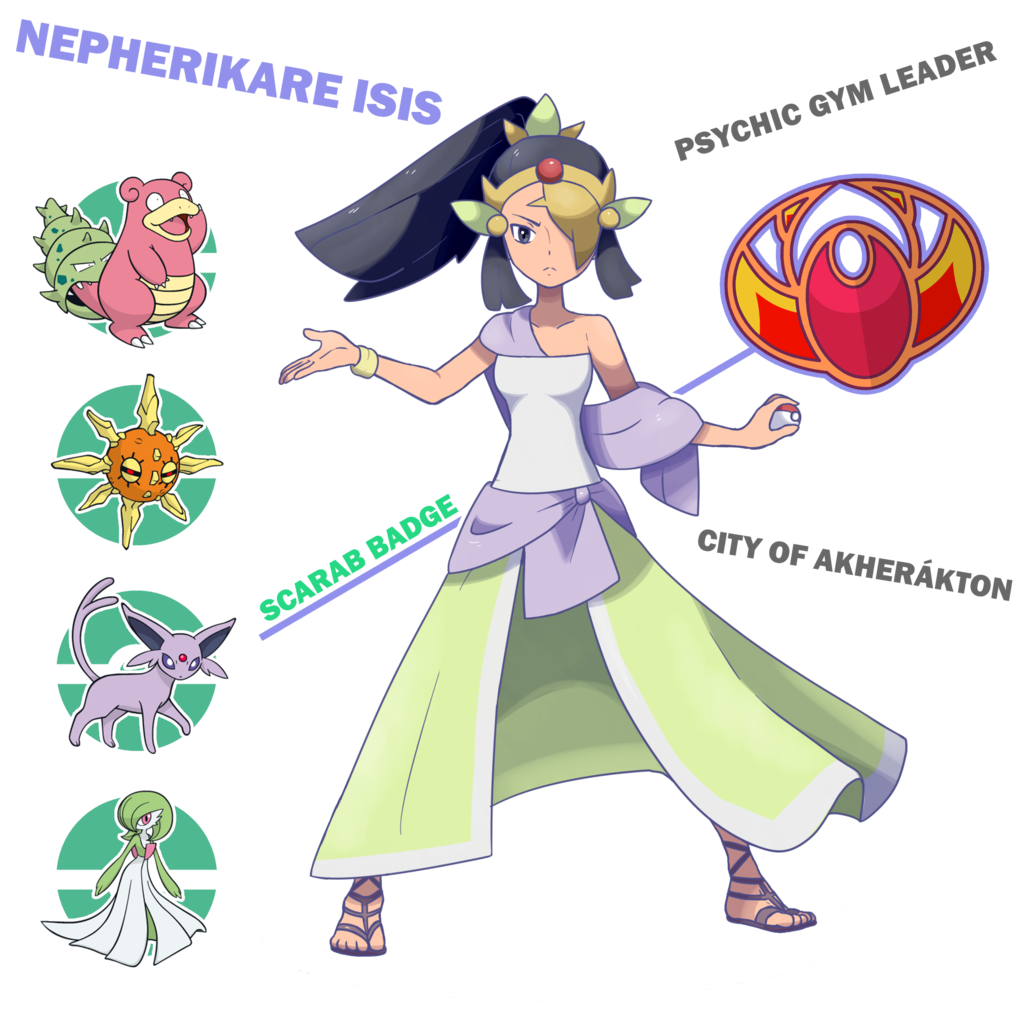 NEPHERIKARE ISIS
PSYCHIC GYM LEADER
SCARAB BADGE
CITY OF AKHERÁKTON